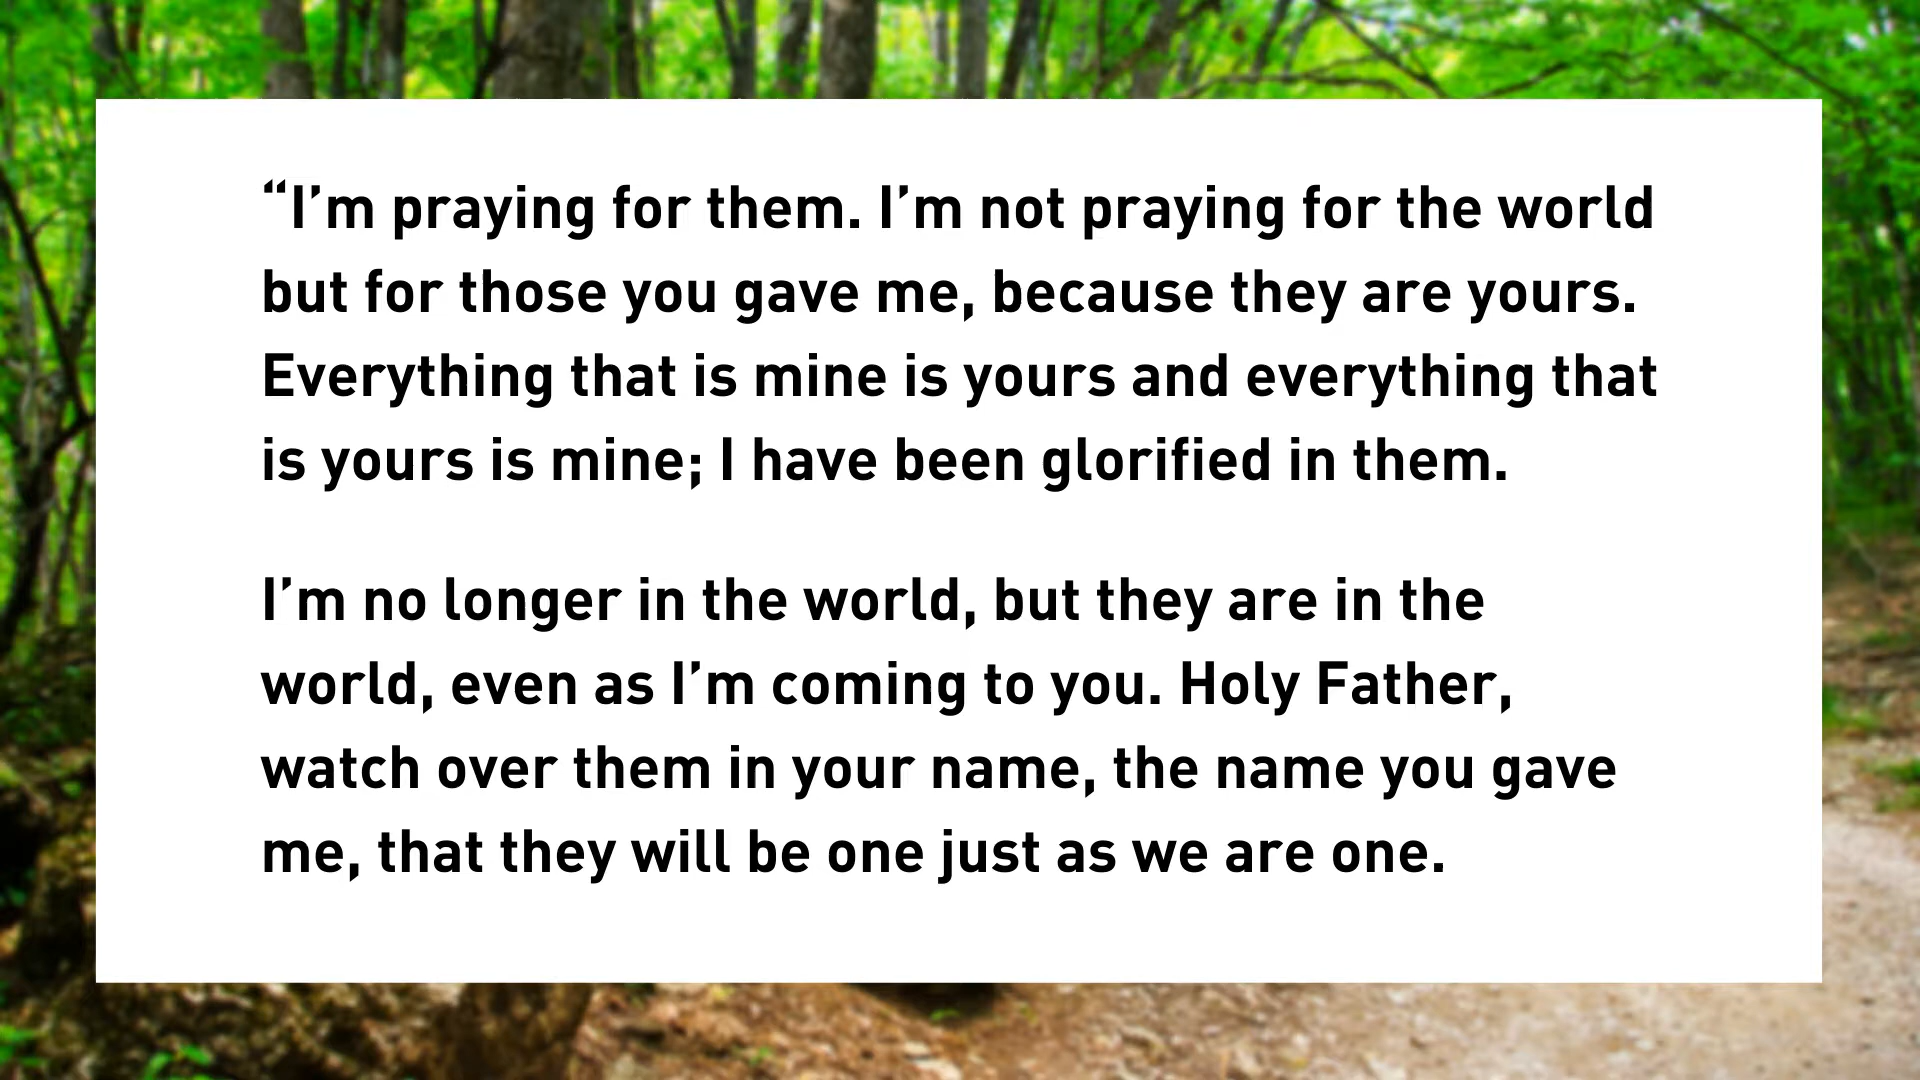 “I’m praying for them. I’m not praying for the world
but for those you gave me, because they are yours.
Everything that is mine is yours and everything that
is yours is mine; I have been glorified in them.
I’m no longer in the world, but they are in the
world, even as I’m coming to you. Holy Father,
watch over them in your name, the name you gave
me, that they will be one just as we are one.